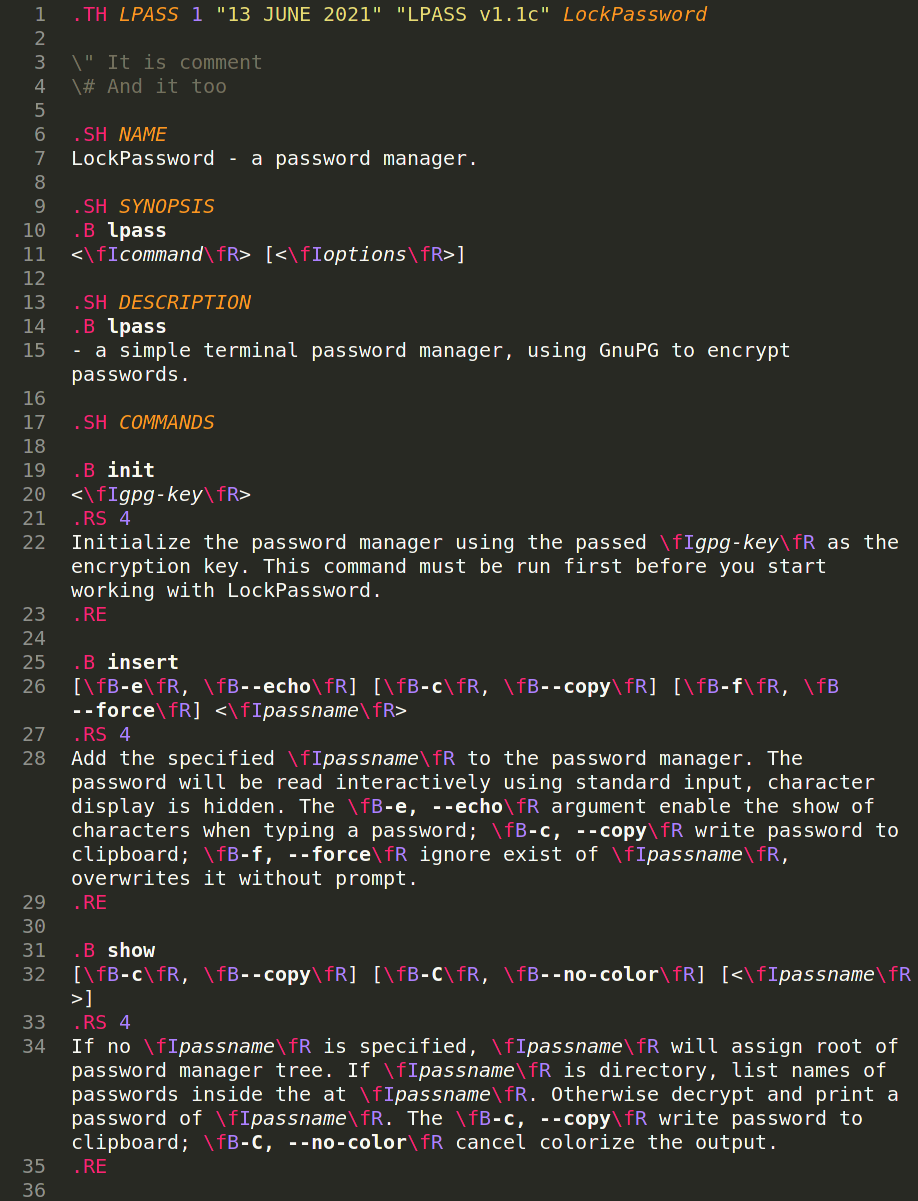 1 .TH LPASS 1 "13 JUNE 2021" "LPASS v1.1c" LockPassword
2
3 \" It is comment
4 \# And it too
5
6 .SH NAME
7 LockPassword - a password manager.
8
9 .SH SYNOPSIS
10 .B lpass
11 <\fIcommand\fR> [<\fIoptions\fR>]
12
13 .SH DESCRIPTION
14 .B lpass
15 - a simple terminal password manager, using GnuPG to encrypt
passwords.
16
17 .SH COMMANDS
18
19 .B init
20 <\fIgpg-key\fR>
21 .RS 4
22 Initialize the password manager using the passed \fIgpg-key\fR as the
encryption key. This command must be run first before you start
working with LockPassword.
23 .RE
24
25 .B insert
26 [\fB-e\fR, \fB--echo\fR] [\fB-c\fR, \fB--copy\fR] [\fB-f\fR, \fB
--force\fR] <\fIpassname\fR>
27 .RS 4
28 Add the specified \fIpassname\fR to the password manager. The
password will be read interactively using standard input, character
display is hidden. The \fB-e, --echo\fR argument enable the show of
characters when typing a password; \fB-c, --copy\fR write password to
clipboard; \fB-f, --force\fR ignore exist of \fIpassname\fR,
overwrites it without prompt.
29 .RE
30
31 .B show
32 [\fB-c\fR, \fB--copy\fR] [\fB-C\fR, \fB--no-color\fR] [<\fIpassname\fR
>]
33 .RS 4
34 If no \fIpassname\fR is specified, \fIpassname\fR will assign root of
password manager tree. If \fIpassname\fR is directory, list names of
passwords inside the at \fIpassname\fR. Otherwise decrypt and print a
password of \fIpassname\fR. The \fB-c, --copy\fR write password to
clipboard; \fB-C, --no-color\fR cancel colorize the output.
35 .RE
36